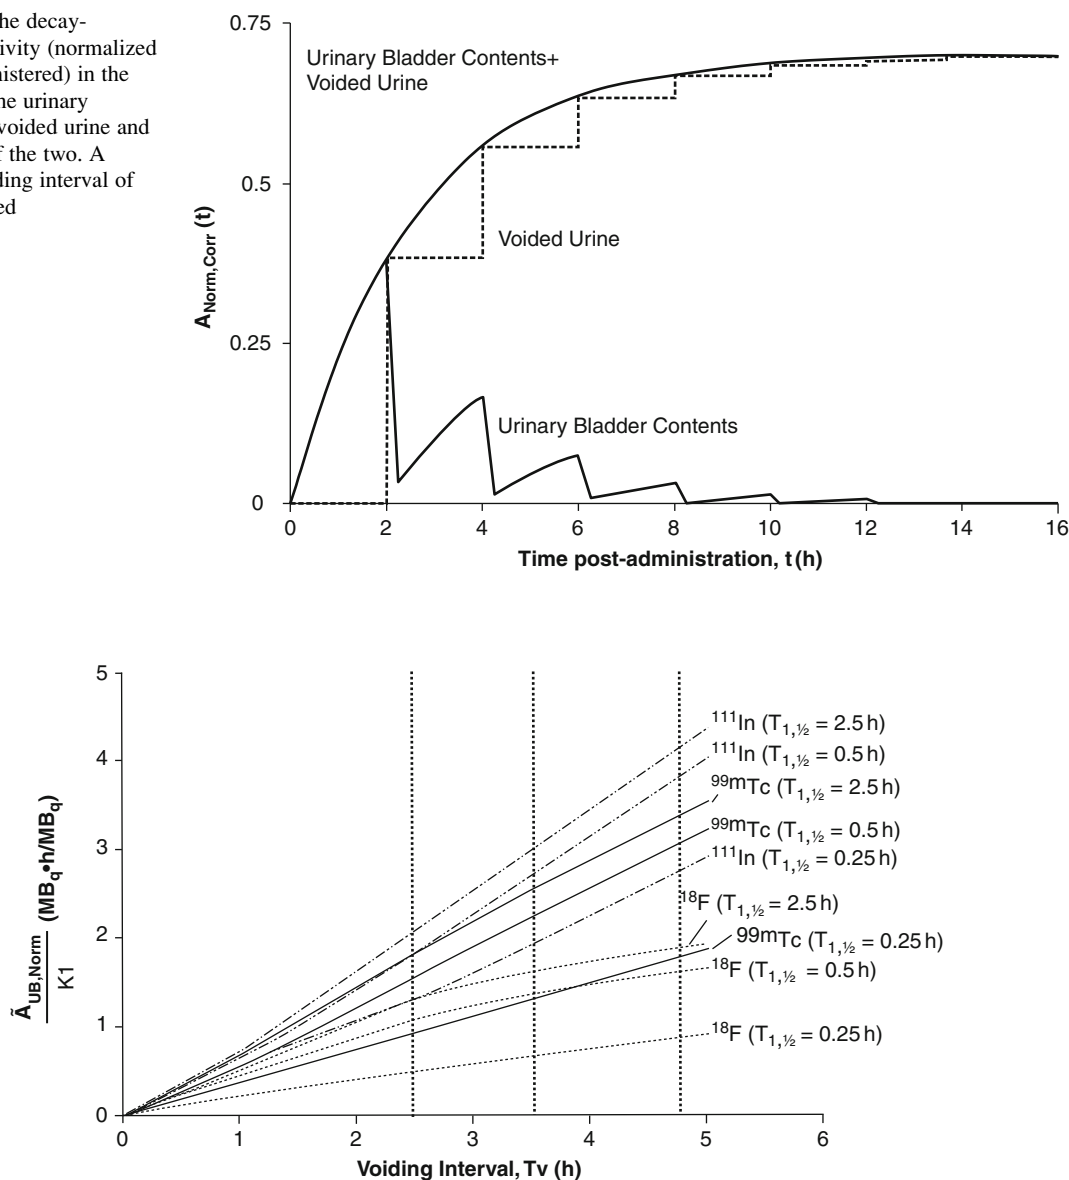 he decay-
ivity (normalized
nistered) in the
he urinary
voided urine and
f the two. A
ding interval of
ed
0.75
0.5
0.25
0
A_Norm,Corr (t)
Urinary Bladder Contents+
Voided Urine
Voided Urine
Urinary Bladder Contents
0 2 4 6 8 10 12 14 16
Time post-administration, t (h)
5
4
3
2
1
0
Ã_UB,Norm
K1
(MBq•h/MBq)
¹¹¹In (T₁,½ = 2.5 h)
¹¹¹In (T₁,½ = 0.5 h)
⁹⁹ᵐTc (T₁,½ = 2.5 h)
⁹⁹ᵐTc (T₁,½ = 0.5 h)
¹¹¹In (T₁,½ = 0.25 h)
¹⁸F (T₁,½ = 2.5 h)
99mTc (T₁,½ = 0.25 h)
¹⁸F (T₁,½ = 0.5 h)
¹⁸F (T₁,½ = 0.25 h)
0 1 2 3 4 5 6
Voiding Interval, Tv (h)